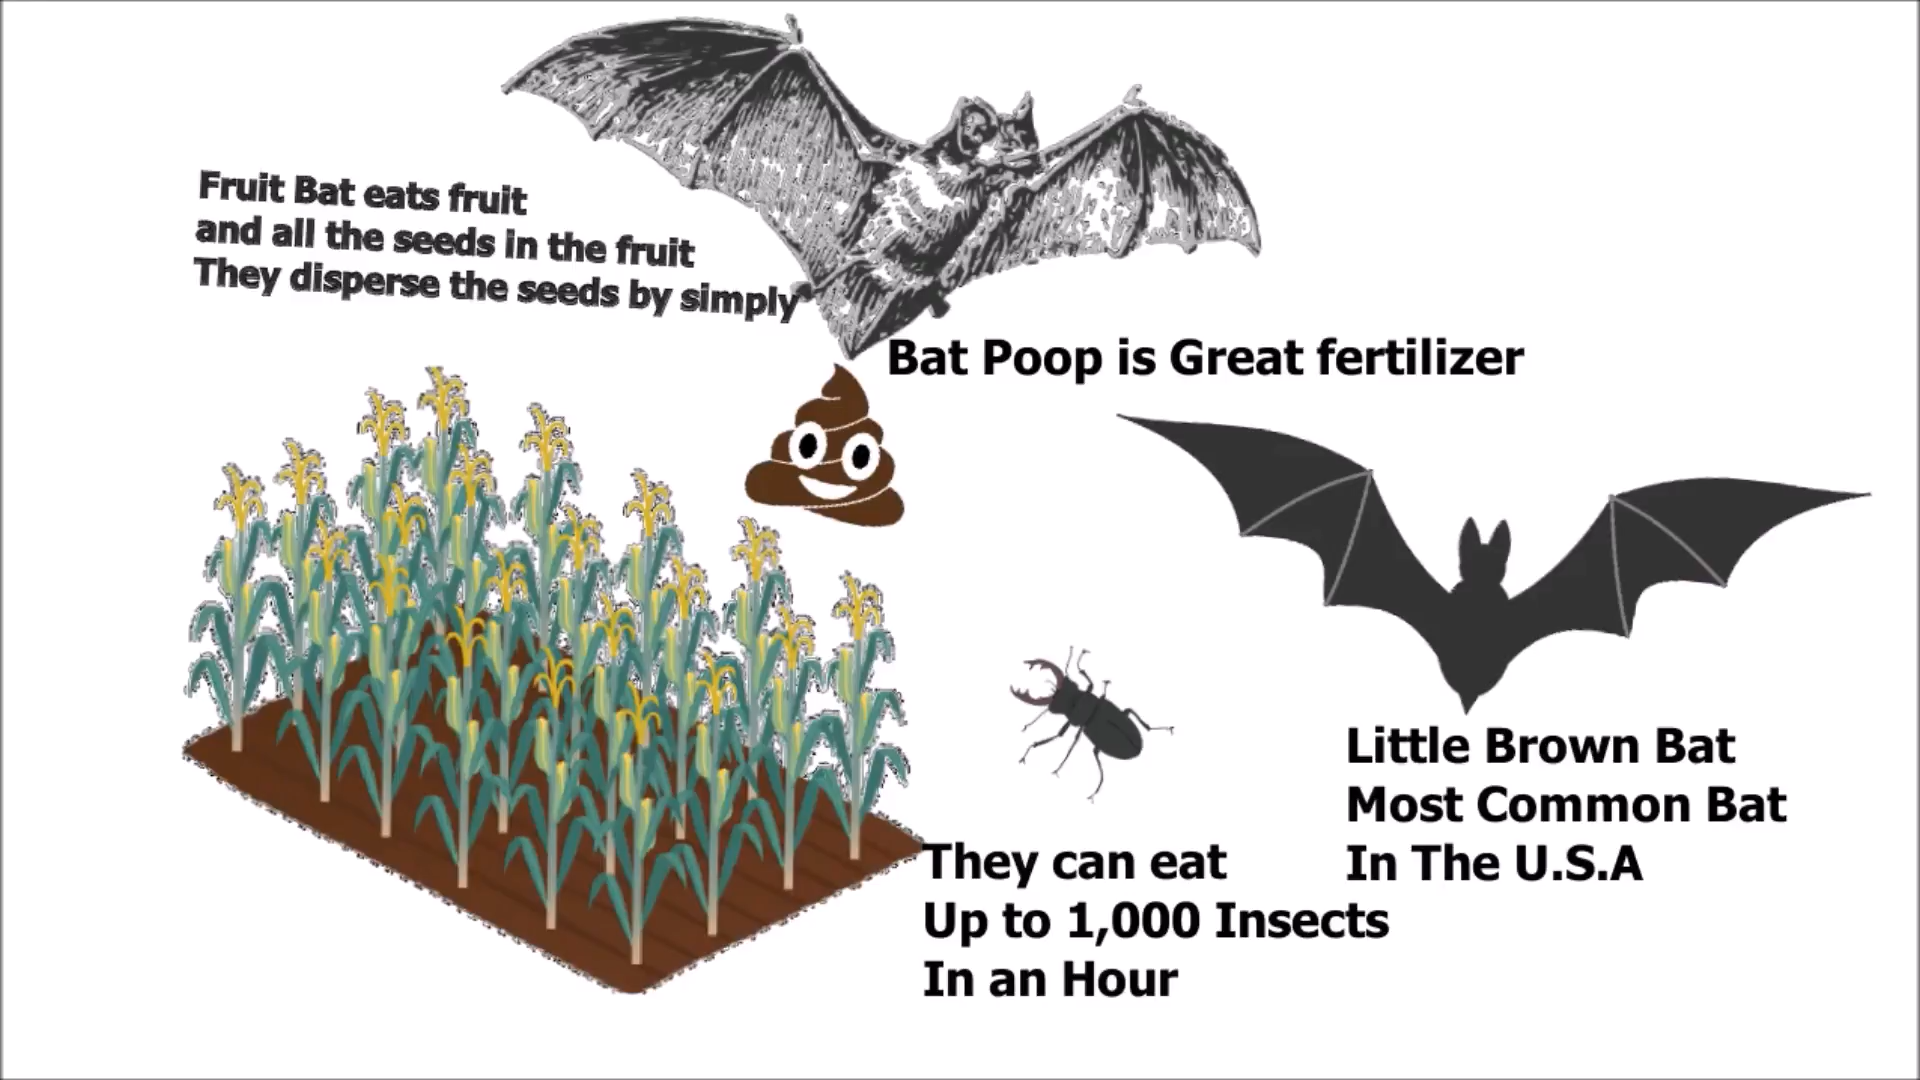 Fruit Bat eats fruit
and all the seeds in the fruit
They disperse the seeds by simply
Bat Poop is Great fertilizer
Little Brown Bat
Most Common Bat
In The U.S.A
They can eat
Up to 1,000 Insects
In an Hour